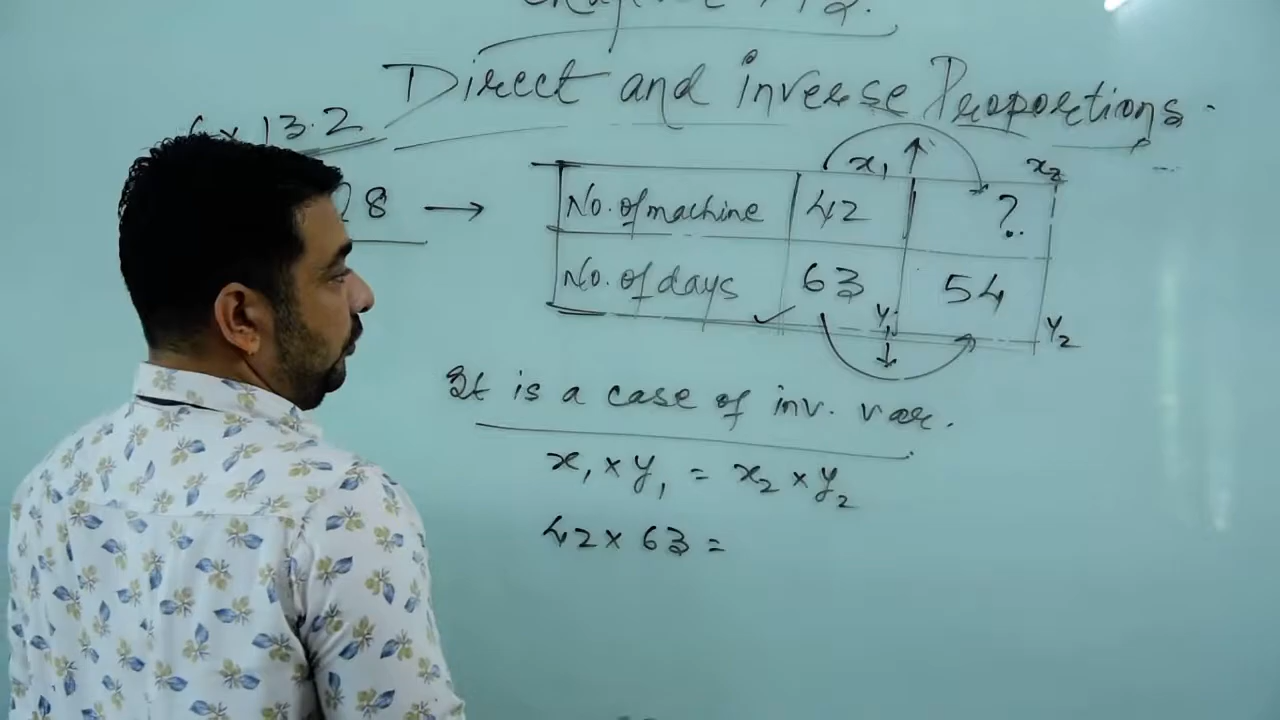 Direct and inverse Proportions.
6 x 13.2
28 →
x1 x2
No. of machine 42 ?
No. of days 63 54
y1 y2
It is a case of inv. var.
x1 × y1 = x2 × y2
42 × 63 =